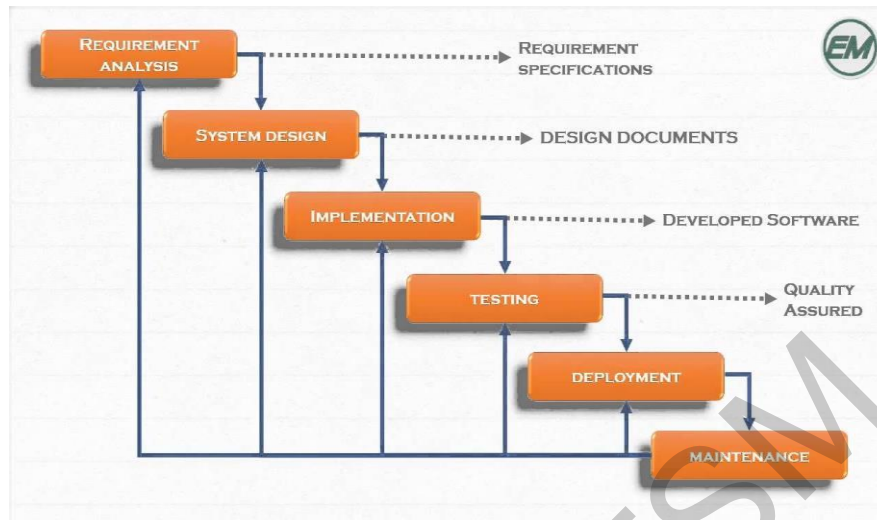 REQUIREMENT
ANALYSIS
REQUIREMENT
SPECIFICATIONS
EM
SYSTEM DESIGN
DESIGN DOCUMENTS
IMPLEMENTATION
DEVELOPED SOFTWARE
TESTING
QUALITY
ASSURED
DEPLOYMENT
MAINTENANCE